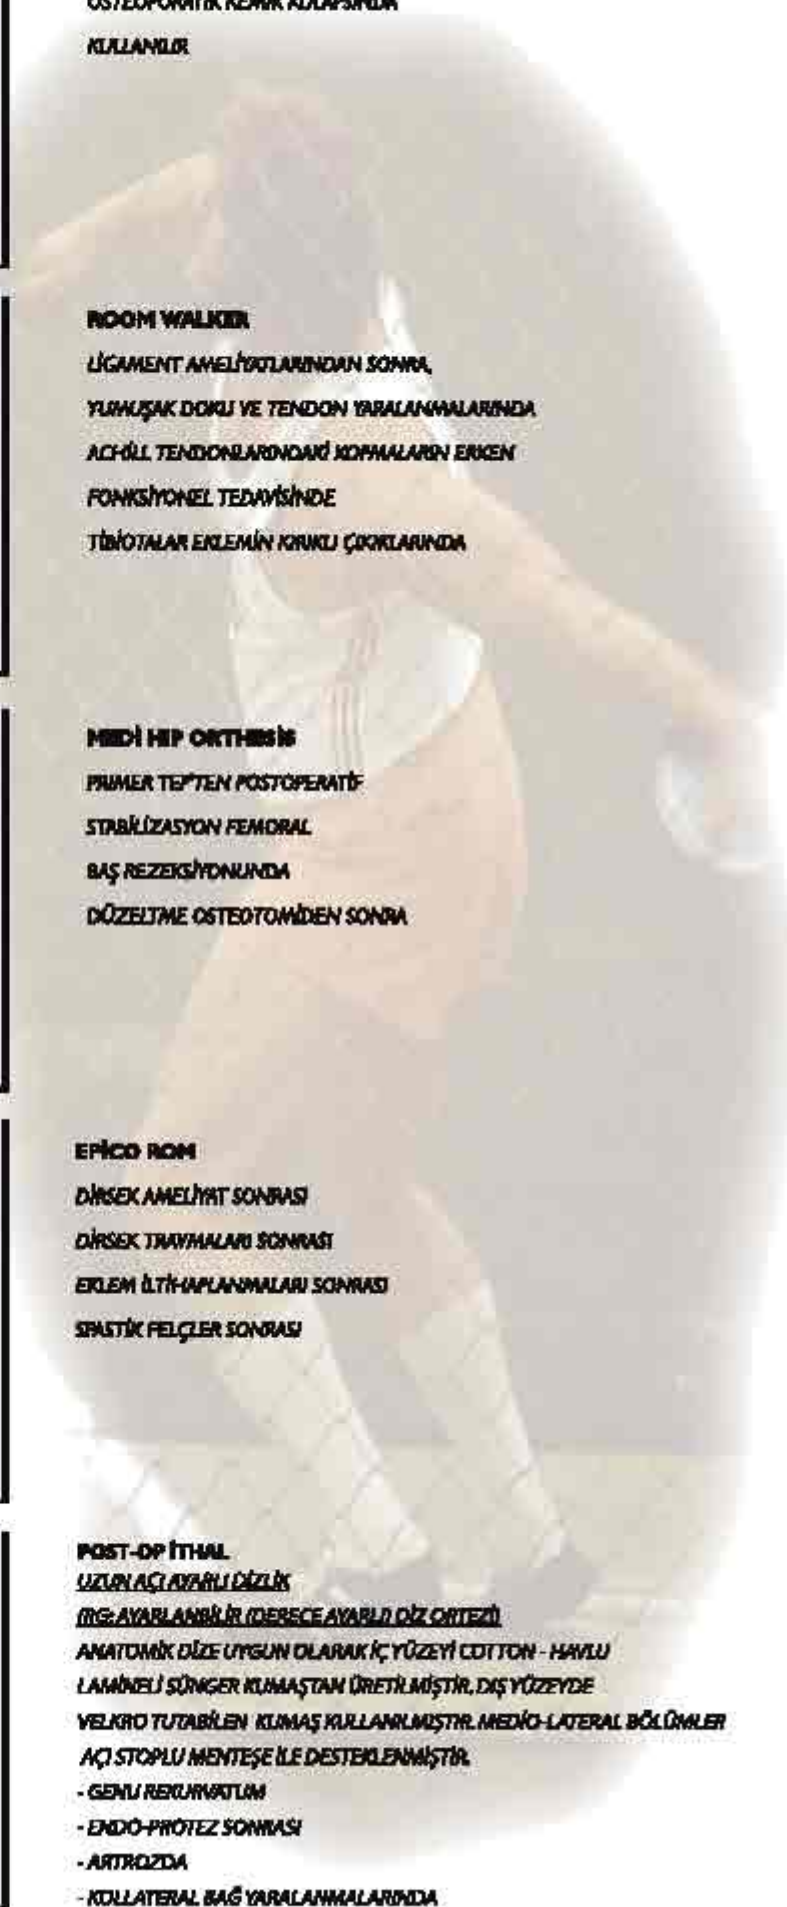 OSTEOPORATİK KEMİK KOLAPSINDA
KULLANILIR
ROOM WALKER
LİGAMENT AMELİYATLARINDAN SONRA,
YUMUŞAK DOKU VE TENDON YARALANMALARINDA
ACHİLL TENDONLARINDAKİ KOPMALARIN ERKEN
FONKSİYONEL TEDAVİSİNDE
TİBİOTALAR EKLEMİN KIRIKLI ÇIKIKLARINDA
MEDİ HIP ORTHESİS
PRIMER TEP'TEN POSTOPERATİF
STABİLİZASYON FEMORAL
BAŞ REZEKSİYONUNDA
DÜZELTME OSTEOTOMİDEN SONRA
EPİCO ROM
DİRSEK AMELİYAT SONRASI
DİRSEK TRAVMALARI SONRASI
EKLEM İLTİHAPLANMALARI SONRASI
SPASTİK FELÇLER SONRASI
POST-OP İTHAL
UZUN AÇI AYARLI DİZLİK
AYARLANBİLİR (DERECE AYARLI) DİZ ORTEZİ)
ANATOMİK DİZE UYGUN OLARAK İÇ YÜZEYİ COTTON - HAVLU
LAMİNELİ SÜNGER KUMAŞTAN ÜRETİLMİŞTİR. DIŞ YÜZEYDE
VELKRO TUTABİLEN KUMAŞ KULLANILMIŞTIR. MEDİO-LATERAL BÖLÜMLER
AÇI STOPLU MENTEŞE İLE DESTEKLENMİŞTİR.
- GENU REKURVATUM
- ENDO-PROTEZ SONRASI
- ARTROZDA
- KOLLATERAL BAĞ YARALANMALARINDA